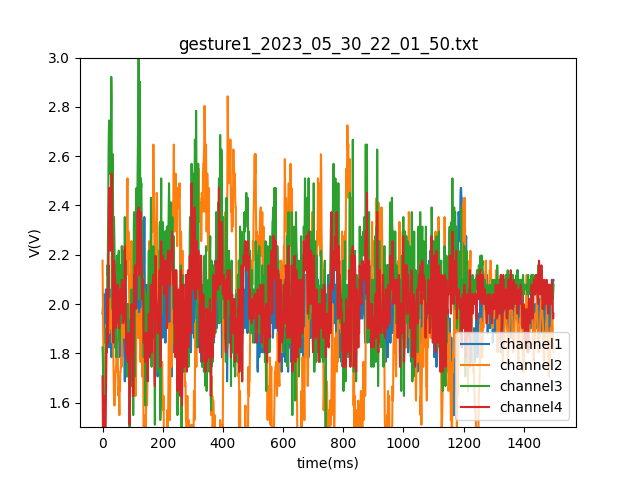 gesture1_2023_05_30_22_01_50.txt
3.0
2.8
2.6
2.4
2.2
2.0
1.8
1.6
V(V)
0 200 400 600 800 1000 1200 1400
time(ms)
channel1
channel2
channel3
channel4